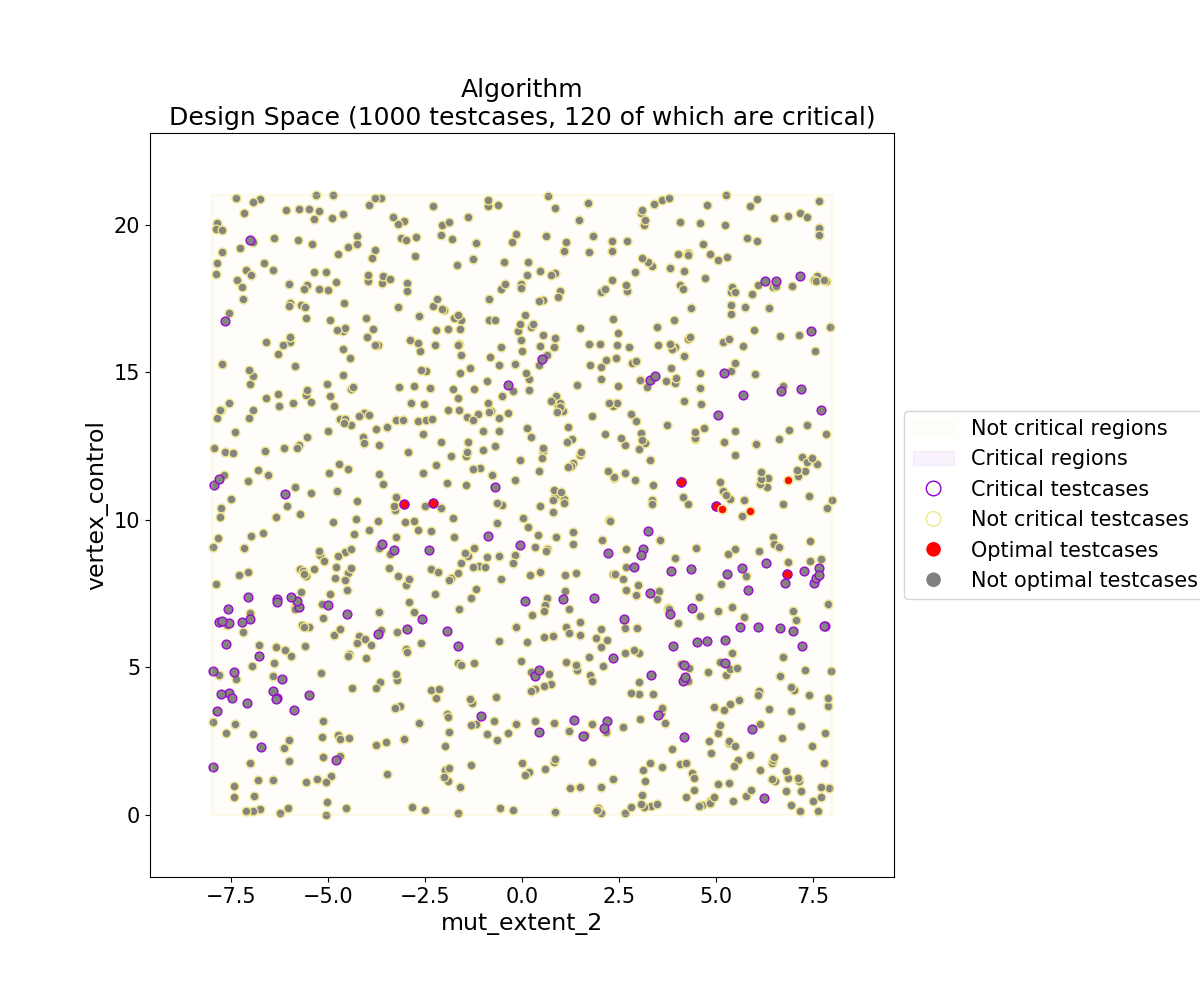 Algorithm
Design Space (1000 testcases, 120 of which are critical)
vertex_control
20
15
10
5
0
−7.5
−5.0
−2.5
0.0
2.5
5.0
7.5
mut_extent_2
Not critical regions
Critical regions
Critical testcases
Not critical testcases
Optimal testcases
Not optimal testcases